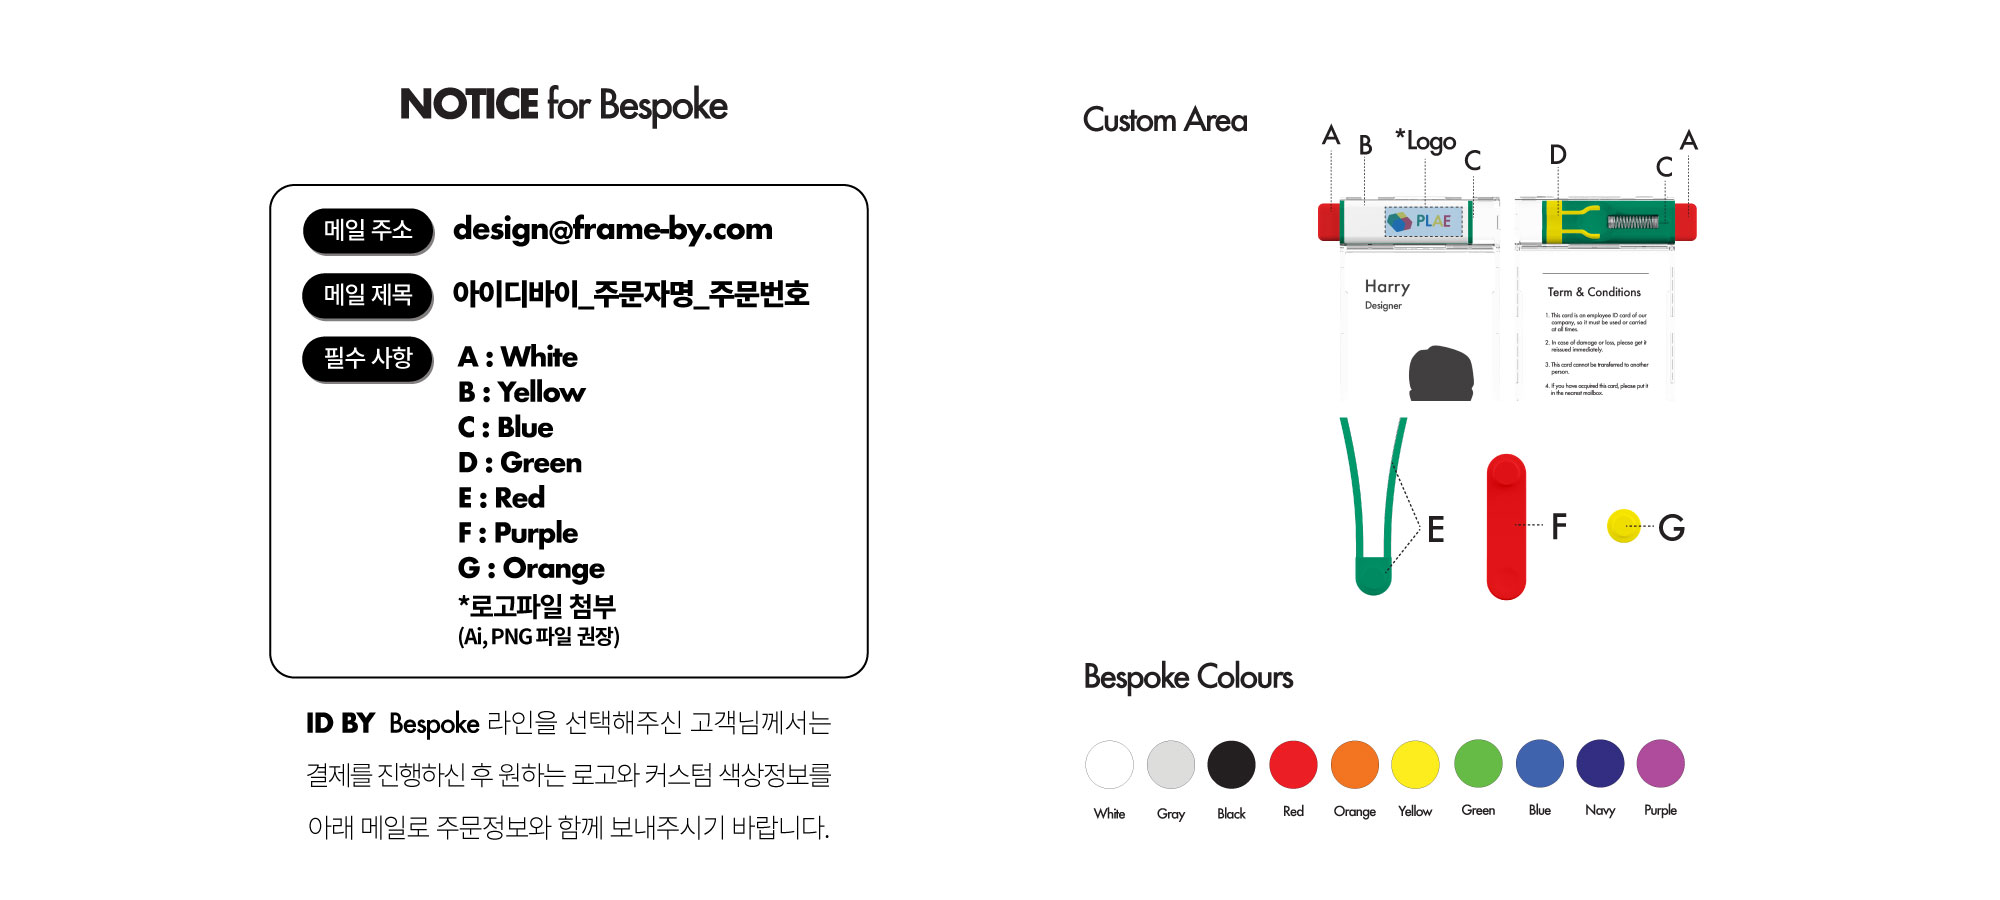 NOTICE for Bespoke
메일 주소
design@frame-by.com
메일 제목
아이디바이_주문자명_주문번호
필수 사항
A : White
B : Yellow
C : Blue
D : Green
E : Red
F : Purple
G : Orange
*로고파일 첨부
(Ai, PNG 파일 권장)
ID BY Bespoke 라인을 선택해주신 고객님께서는
결제를 진행하신 후 원하는 로고와 커스텀 색상정보를
아래 메일로 주문정보와 함께 보내주시기 바랍니다.
Custom Area
A
B
*Logo
C
D
C
A
PLAE
Harry
Designer
Term & Conditions
1. This card is an employee ID card of our
company, so it must be used or carried
at all times.
2. In case of damage or loss, please get it
reissued immediately.
3. This card cannot be transferred to another
person.
4. If you have acquired this card, please put it
in the nearest mailbox.
E
F
G
Bespoke Colours
White
Gray
Black
Red
Orange
Yellow
Green
Blue
Navy
Purple